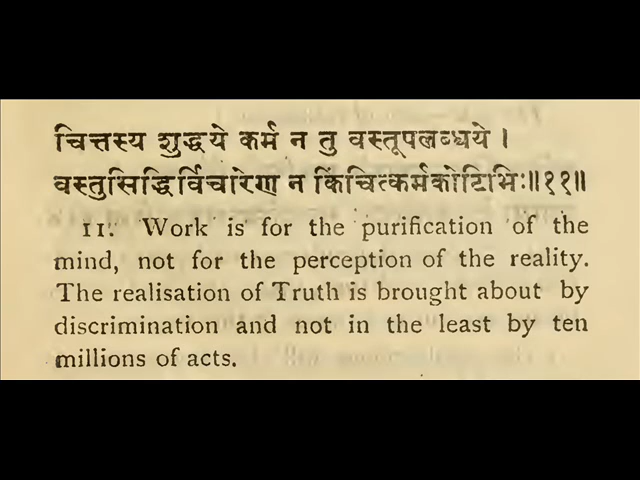 चित्तस्य शुद्धये कर्म न तु वस्तूपलब्धये ।
वस्तुसिद्धिर्विचारेण न किंचित्कर्मकोटिभिः॥११॥
11. Work is for the purification of the
mind, not for the perception of the reality.
The realisation of Truth is brought about by
discrimination and not in the least by ten
millions of acts.